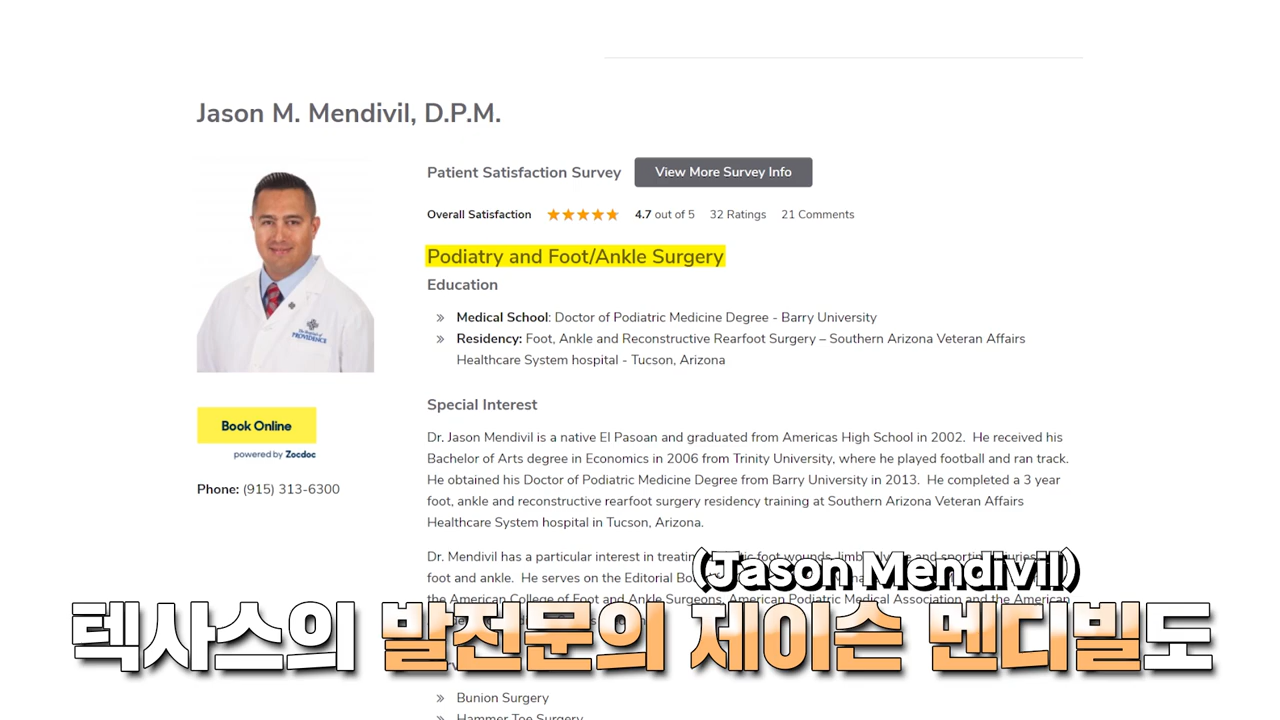 Jason M. Mendivil, D.P.M.
Patient Satisfaction Survey
View More Survey Info
Overall Satisfaction 4.7 out of 5 32 Ratings 21 Comments
Podiatry and Foot/Ankle Surgery
Education
» Medical School: Doctor of Podiatric Medicine Degree - Barry University
» Residency: Foot, Ankle and Reconstructive Rearfoot Surgery – Southern Arizona Veteran Affairs
Healthcare System hospital - Tucson, Arizona
PROVIDENCE
Book Online
powered by Zocdoc
Phone: (915) 313-6300
Special Interest
Dr. Jason Mendivil is a native El Pasoan and graduated from Americas High School in 2002. He received his
Bachelor of Arts degree in Economics in 2006 from Trinity University, where he played football and ran track.
He obtained his Doctor of Podiatric Medicine Degree from Barry University in 2013. He completed a 3 year
foot, ankle and reconstructive rearfoot surgery residency training at Southern Arizona Veteran Affairs
Healthcare System hospital in Tucson, Arizona.
Dr. Mendivil has a particular interest in foot wounds, limb and
foot and ankle. He serves on the Editorial
the American College of Foot and Ankle Surgeons, American Podiatric Medical Association and the American
(Jason Mendivil)
텍사스의 발전문의 제이슨 멘디빌도
» Bunion Surgery
» Hammer Toe Surgery